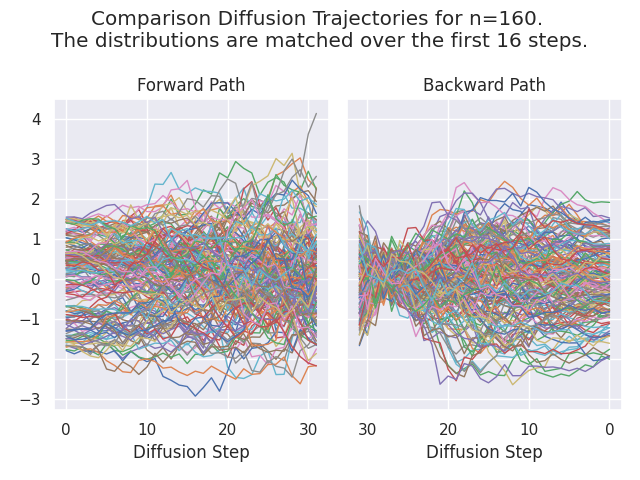 Comparison Diffusion Trajectories for n=160.
The distributions are matched over the first 16 steps.
Forward Path
Backward Path
4
3
2
1
0
−1
−2
−3
0 10 20 30
30 20 10 0
Diffusion Step
Diffusion Step